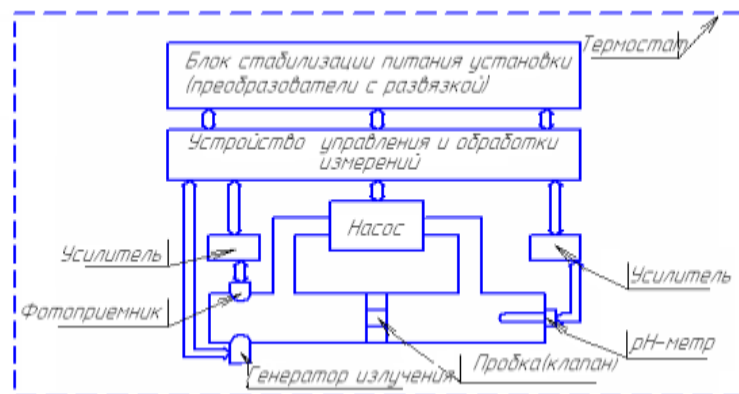 Термостат
Блок стабилизации питания установки
(преобразователи с развязкой)
Устройство управления и обработки
измерений
Насос
Усилитель
Усилитель
Фотоприемник
рН-метр
Пробка(клапан)
Генератор излучения